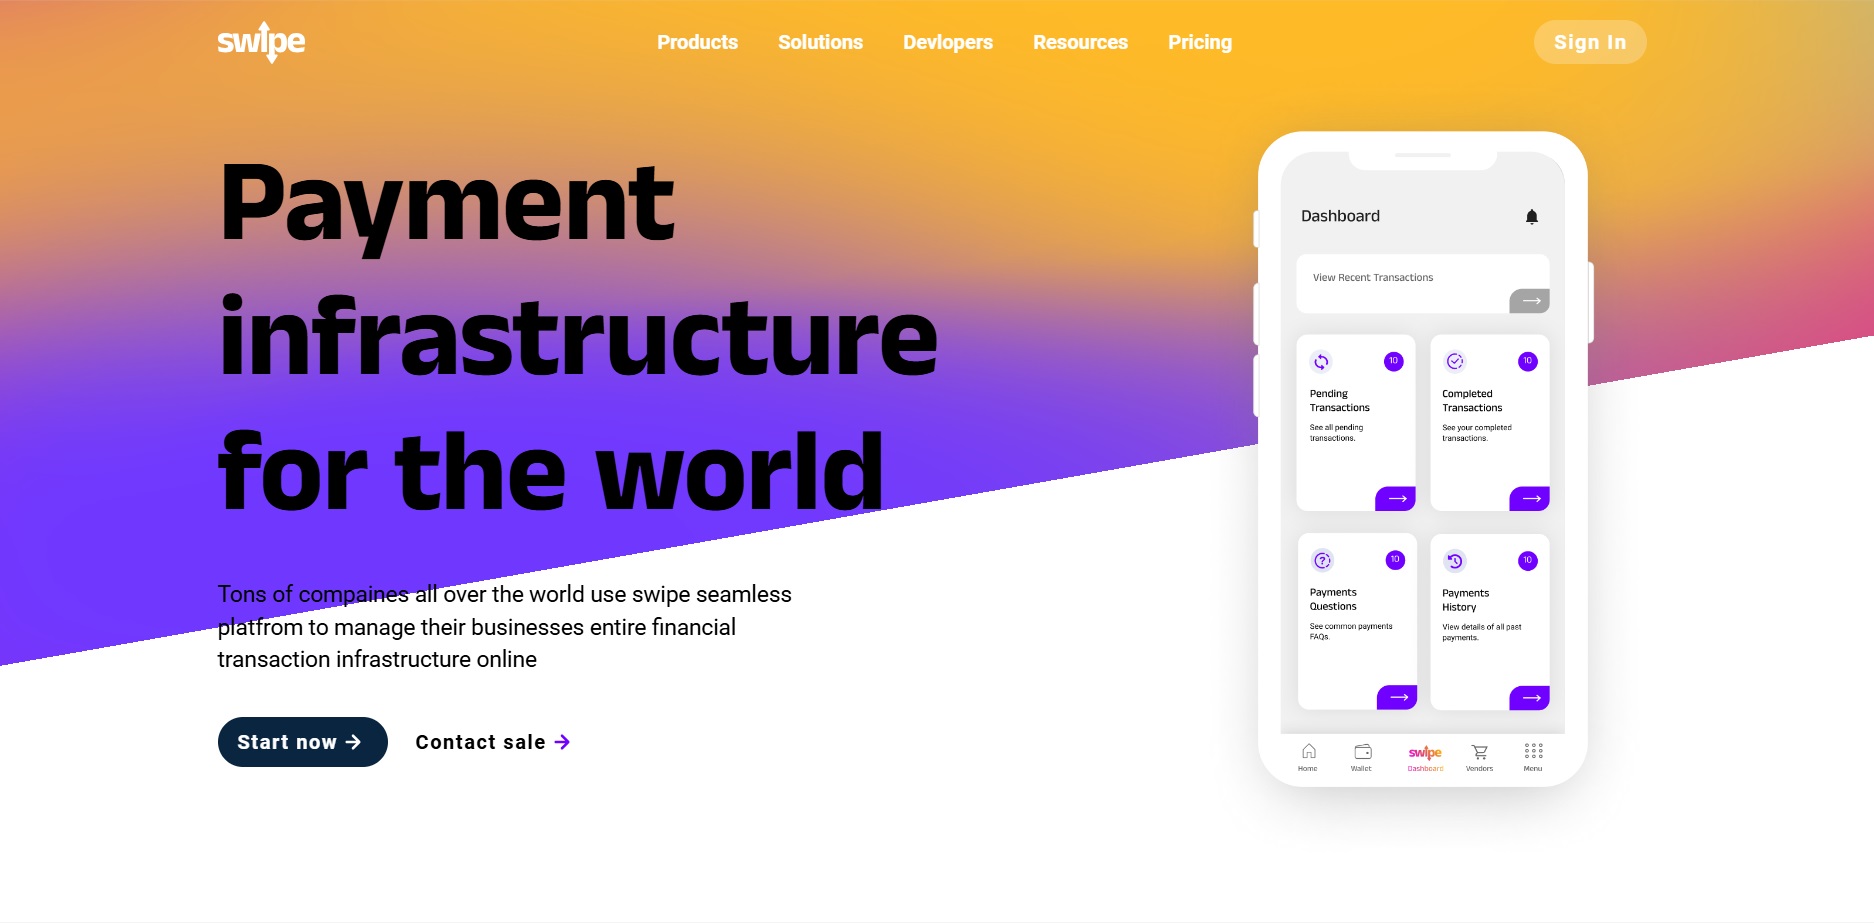 swipe
Products Solutions Devlopers Resources Pricing
Sign In
Payment
infrastructure
for the world
Tons of compaines all over the world use swipe seamless
platfrom to manage their businesses entire financial
transaction infrastructure online
Start now
Contact sale
Dashboard
View Recent Transactions
10
Pending
Transactions
See all pending
transactions.
10
Completed
Transactions
See your completed
transactions.
10
Payments
Questions
See common payments
FAQs.
10
Payments
History
View details of all past
payments.
Home
Wallet
swipe
Dashboard
Vendors
Menu